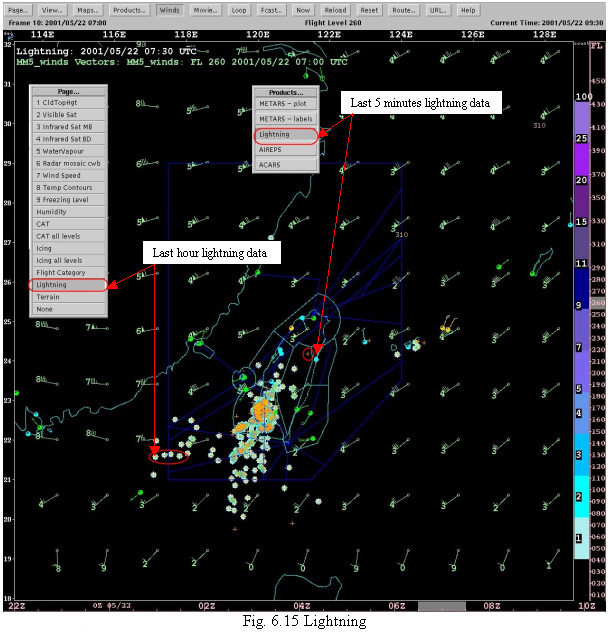 Page... View... Maps... Products... Winds Movie... Loop Fcast... Now Reload Reset Route... URL.. Help
Frame 10: 2001/05/22 07:00 Flight Level 260 Current Time: 2001/05/22 09:30
114E 116E 118E 120E 122E 124E 126E 128E count FL
Lightning: 2001/05/22 07:30 UTC
MM5_winds Vectors: MM5_winds: FL 260 2001/05/22 07:00 UTC
Page...
1 CldTopHgt
2 Visible Sat
3 Infrared Sat MB
4 Infrared Sat BD
5 WaterVapour
6 Radar mosaic cwb
7 Wind Speed
8 Temp Contours
9 Freezing Level
Humidity
CAT
CAT all levels
Icing
Icing all levels
Flight Category
Lightning
Terrain
None
Products...
METARS - plot
METARS - labels
Lightning
AIREPS
ACARS
Last 5 minutes lightning data
Last hour lightning data
310
310
32
31
30
29
28
27
26
25
24
23
22
21
20
19
18
100
25
20
15
11
9
7
5
4
3
2
1
450
430
410
390
370
350
330
310
290
280
270
260
250
240
230
220
210
200
190
180
170
160
150
140
130
120
110
100
090
080
070
060
050
040
030
020
010
22Z 0Z 05/23 02Z 04Z 06Z 08Z 10Z
Fig. 6.15 Lightning